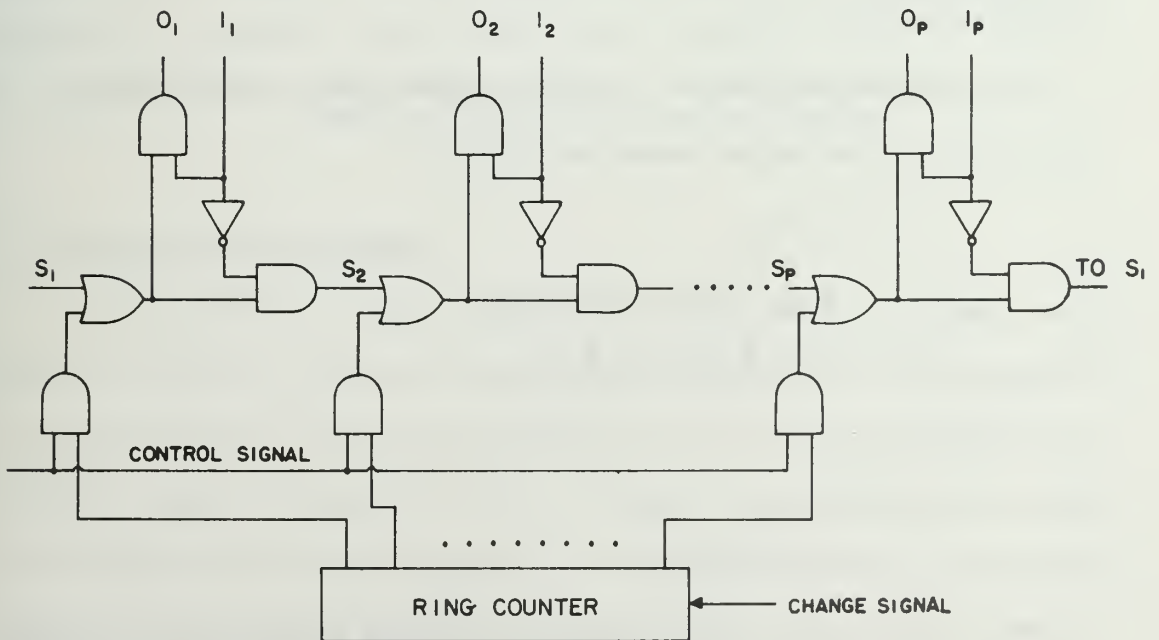 O₁ I₁ O₂ I₂ Oₚ Iₚ
S₁ S₂ Sₚ TO S₁
CONTROL SIGNAL
RING COUNTER
CHANGE SIGNAL